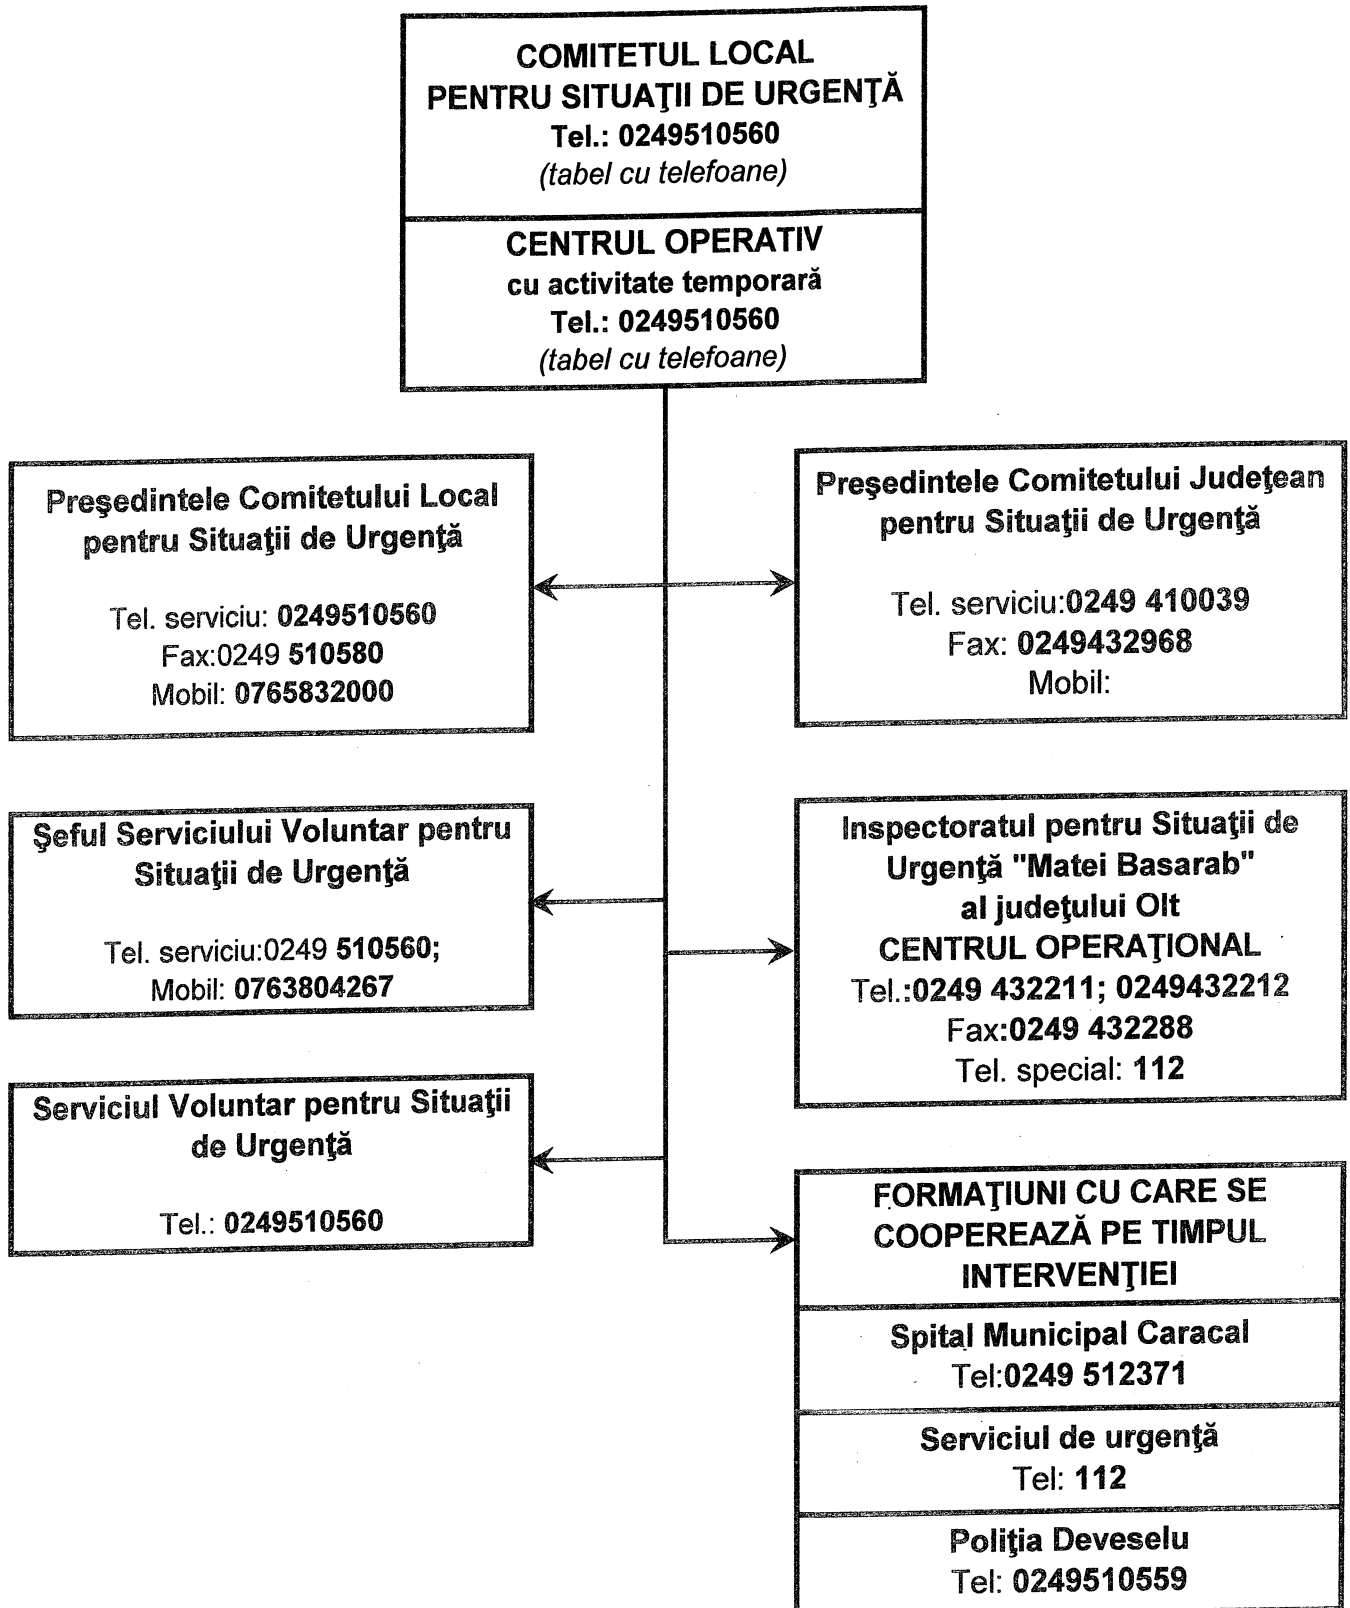 COMITETUL LOCAL
PENTRU SITUAŢII DE URGENŢĂ
Tel.: 0249510560
(tabel cu telefoane)
CENTRUL OPERATIV
cu activitate temporară
Tel.: 0249510560
(tabel cu telefoane)
Preşedintele Comitetului Local
pentru Situaţii de Urgenţă
Tel. serviciu: 0249510560
Fax:0249 510580
Mobil: 0765832000
Preşedintele Comitetului Judeţean
pentru Situaţii de Urgenţă
Tel. serviciu:0249 410039
Fax: 0249432968
Mobil:
Şeful Serviciului Voluntar pentru
Situaţii de Urgenţă
Tel. serviciu:0249 510560;
Mobil: 0763804267
Inspectoratul pentru Situaţii de
Urgenţă "Matei Basarab"
al judeţului Olt
CENTRUL OPERAŢIONAL
Tel.:0249 432211; 0249432212
Fax:0249 432288
Tel. special: 112
Serviciul Voluntar pentru Situaţii
de Urgenţă
Tel.: 0249510560
FORMAŢIUNI CU CARE SE
COOPEREAZĂ PE TIMPUL
INTERVENŢIEI
Spital Municipal Caracal
Tel:0249 512371
Serviciul de urgenţă
Tel: 112
Poliţia Deveselu
Tel: 0249510559